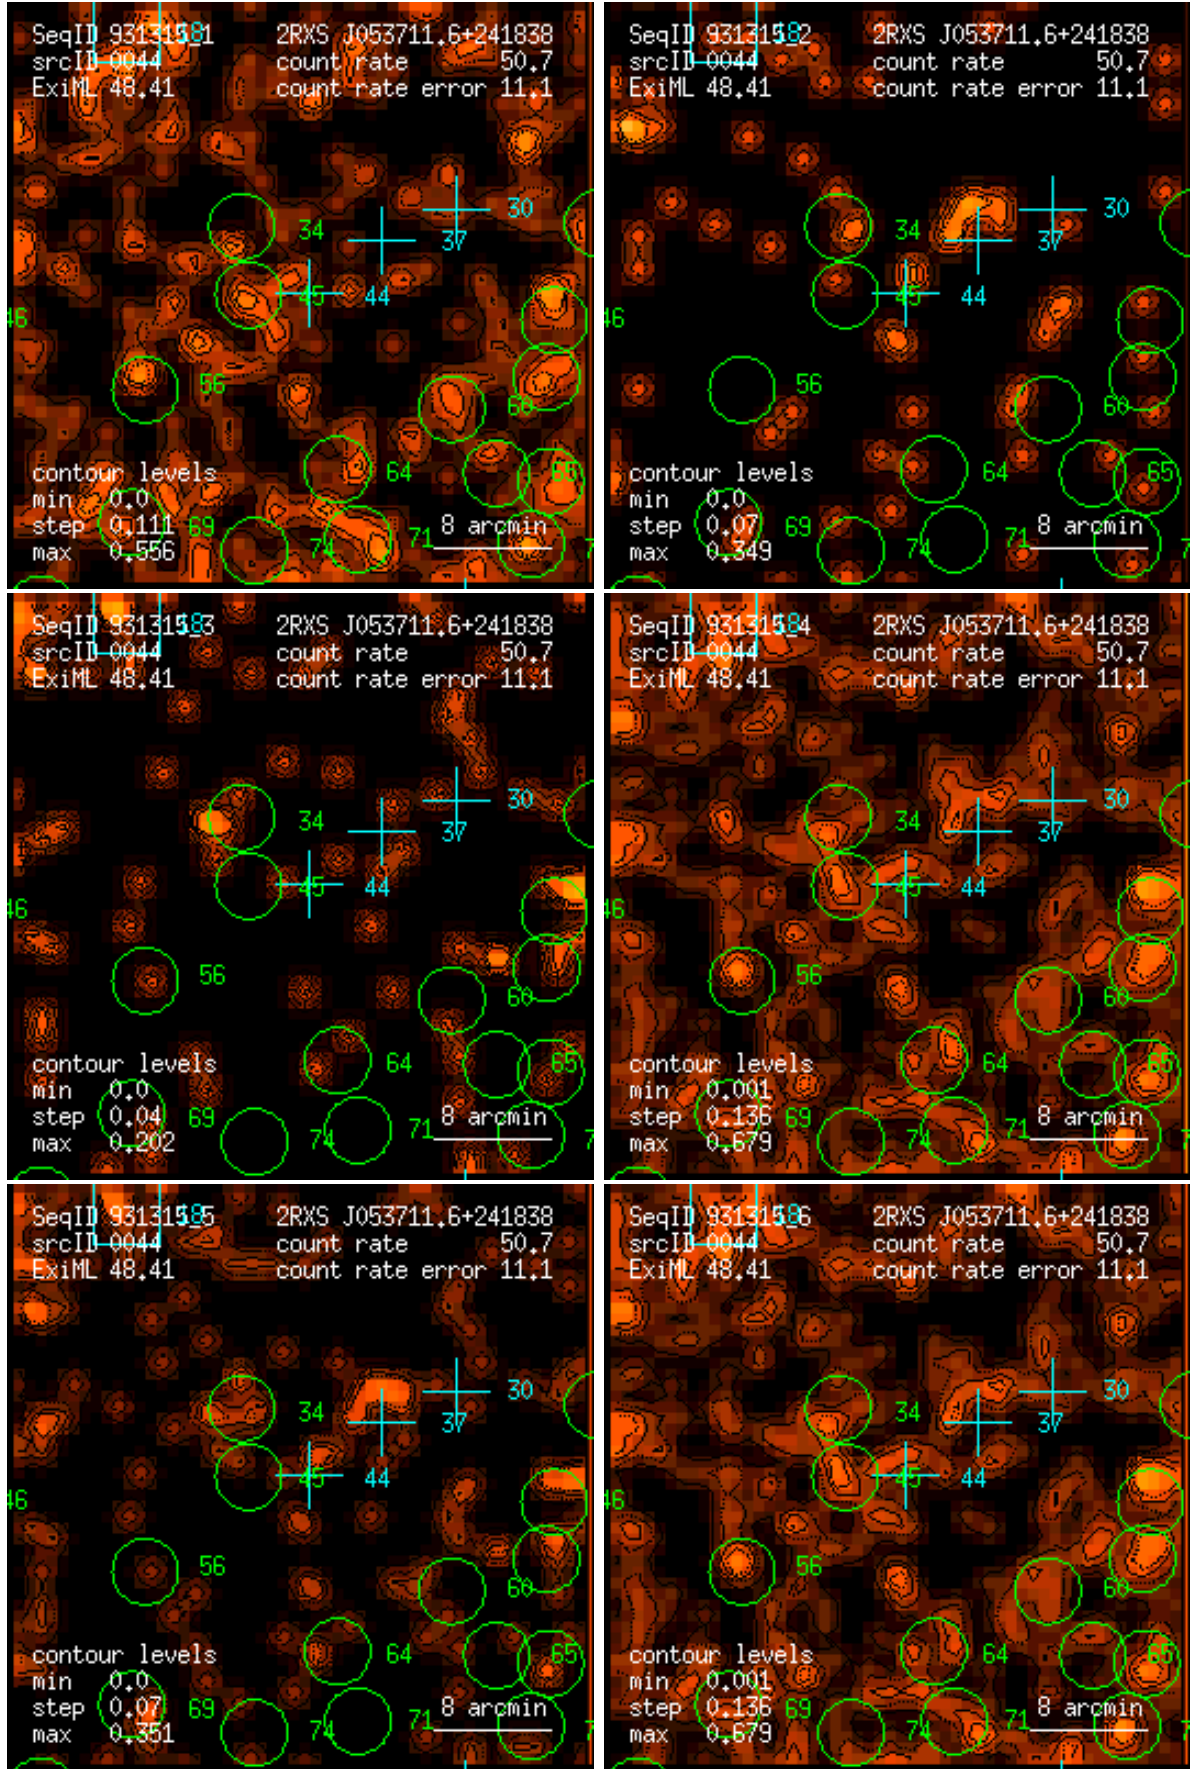 SeqID 931315_1 18 2RXS J053711.6+241838
srcID 0044 count rate 50.7
ExiML 48.41 count rate error 11.1
34 30
37
45 44
46
56
60
contour levels 64 65
min 0.0
step 0.111 69 8 arcmin
max 0.556 74 71 7
SeqID 931315_2 18 2RXS J053711.6+241838
srcID 0044 count rate 50.7
ExiML 48.41 count rate error 11.1
34 30
37
45 44
46
56
60
contour levels 64 65
min 0.0
step 0.07 69 8 arcmin
max 0.349 74 71 7
SeqID 931315_3 18 2RXS J053711.6+241838
srcID 0044 count rate 50.7
ExiML 48.41 count rate error 11.1
34 30
37
45 44
46
56
60
contour levels 64 65
min 0.0
step 0.04 69 8 arcmin
max 0.202 74 71 7
SeqID 931315_4 18 2RXS J053711.6+241838
srcID 0044 count rate 50.7
ExiML 48.41 count rate error 11.1
34 30
37
45 44
46
56
60
contour levels 64 65
min 0.001
step 0.136 69 8 arcmin
max 0.679 74 71 7
SeqID 931315_5 18 2RXS J053711.6+241838
srcID 0044 count rate 50.7
ExiML 48.41 count rate error 11.1
34 30
37
45 44
46
56
60
contour levels 64 65
min 0.0
step 0.07 69 8 arcmin
max 0.351 74 71 7
SeqID 931315_6 18 2RXS J053711.6+241838
srcID 0044 count rate 50.7
ExiML 48.41 count rate error 11.1
34 30
37
45 44
46
56
60
contour levels 64 65
min 0.001
step 0.136 69 8 arcmin
max 0.679 74 71 7